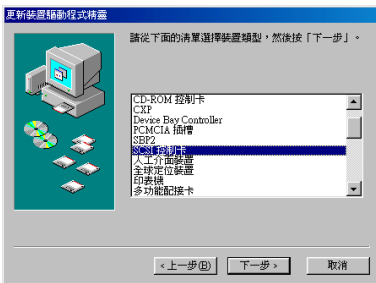 更新裝置驅動程式精靈
請從下面的清單選擇裝置類型，然後按「下一步」。
CD-ROM 控制卡
CXP
Device Bay Controller
PCMCIA 插槽
SBP2
SCSI 控制卡
人工介面裝置
全球定位裝置
印表機
多功能配接卡
<上一步(B)
下一步 >
取消